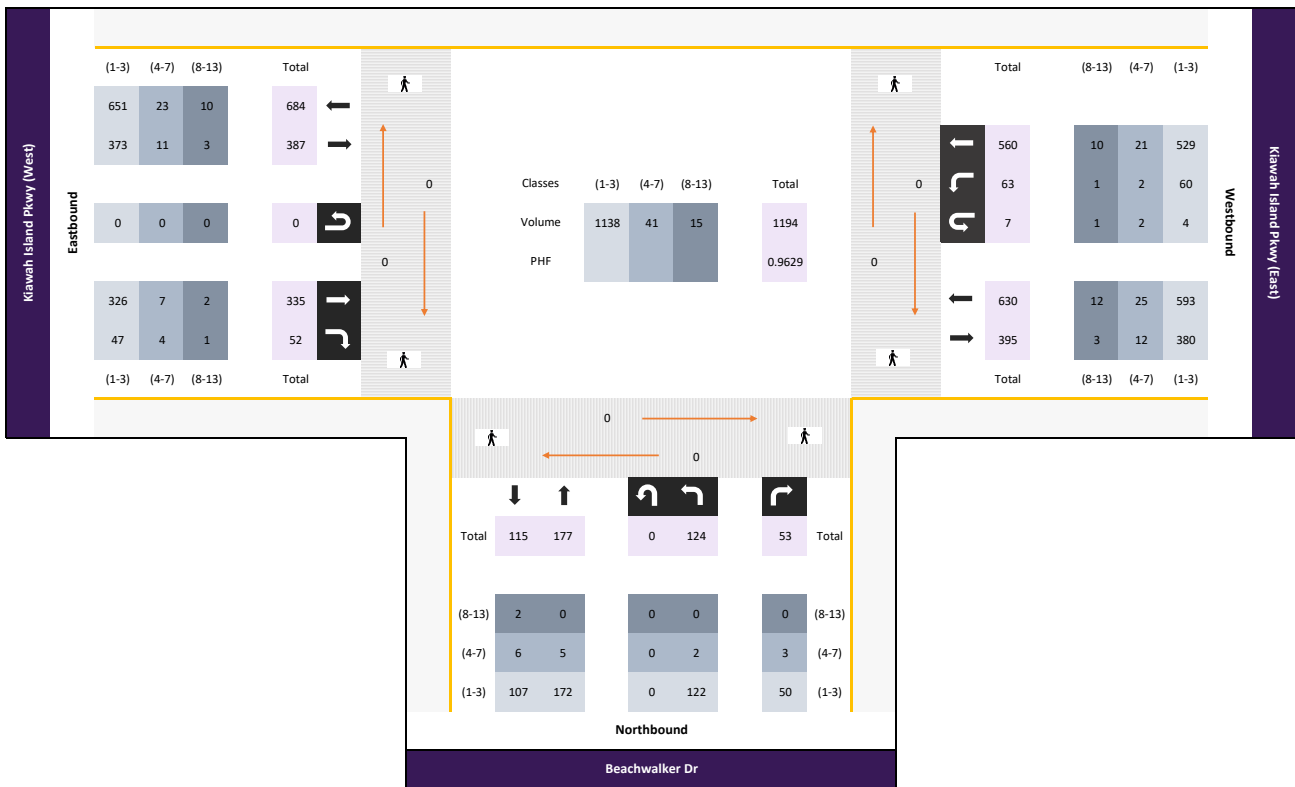 (1-3) (4-7) (8-13) Total
651 23 10 684
373 11 3 387
0 0 0 0
326 7 2 335
47 4 1 52
(1-3) (4-7) (8-13) Total
Kiawah Island Pkwy (West)
Eastbound
0
0
Classes (1-3) (4-7) (8-13) Total
Volume 1138 41 15 1194
PHF 0.9629
0
0
Total (8-13) (4-7) (1-3)
560 10 21 529
63 1 2 60
7 1 2 4
630 12 25 593
395 3 12 380
Total (8-13) (4-7) (1-3)
Westbound
Kiawah Island Pkwy (East)
0
0
Total 115 177 0 124 53 Total
(8-13) 2 0 0 0 0 (8-13)
(4-7) 6 5 0 2 3 (4-7)
(1-3) 107 172 0 122 50 (1-3)
Northbound
Beachwalker Dr